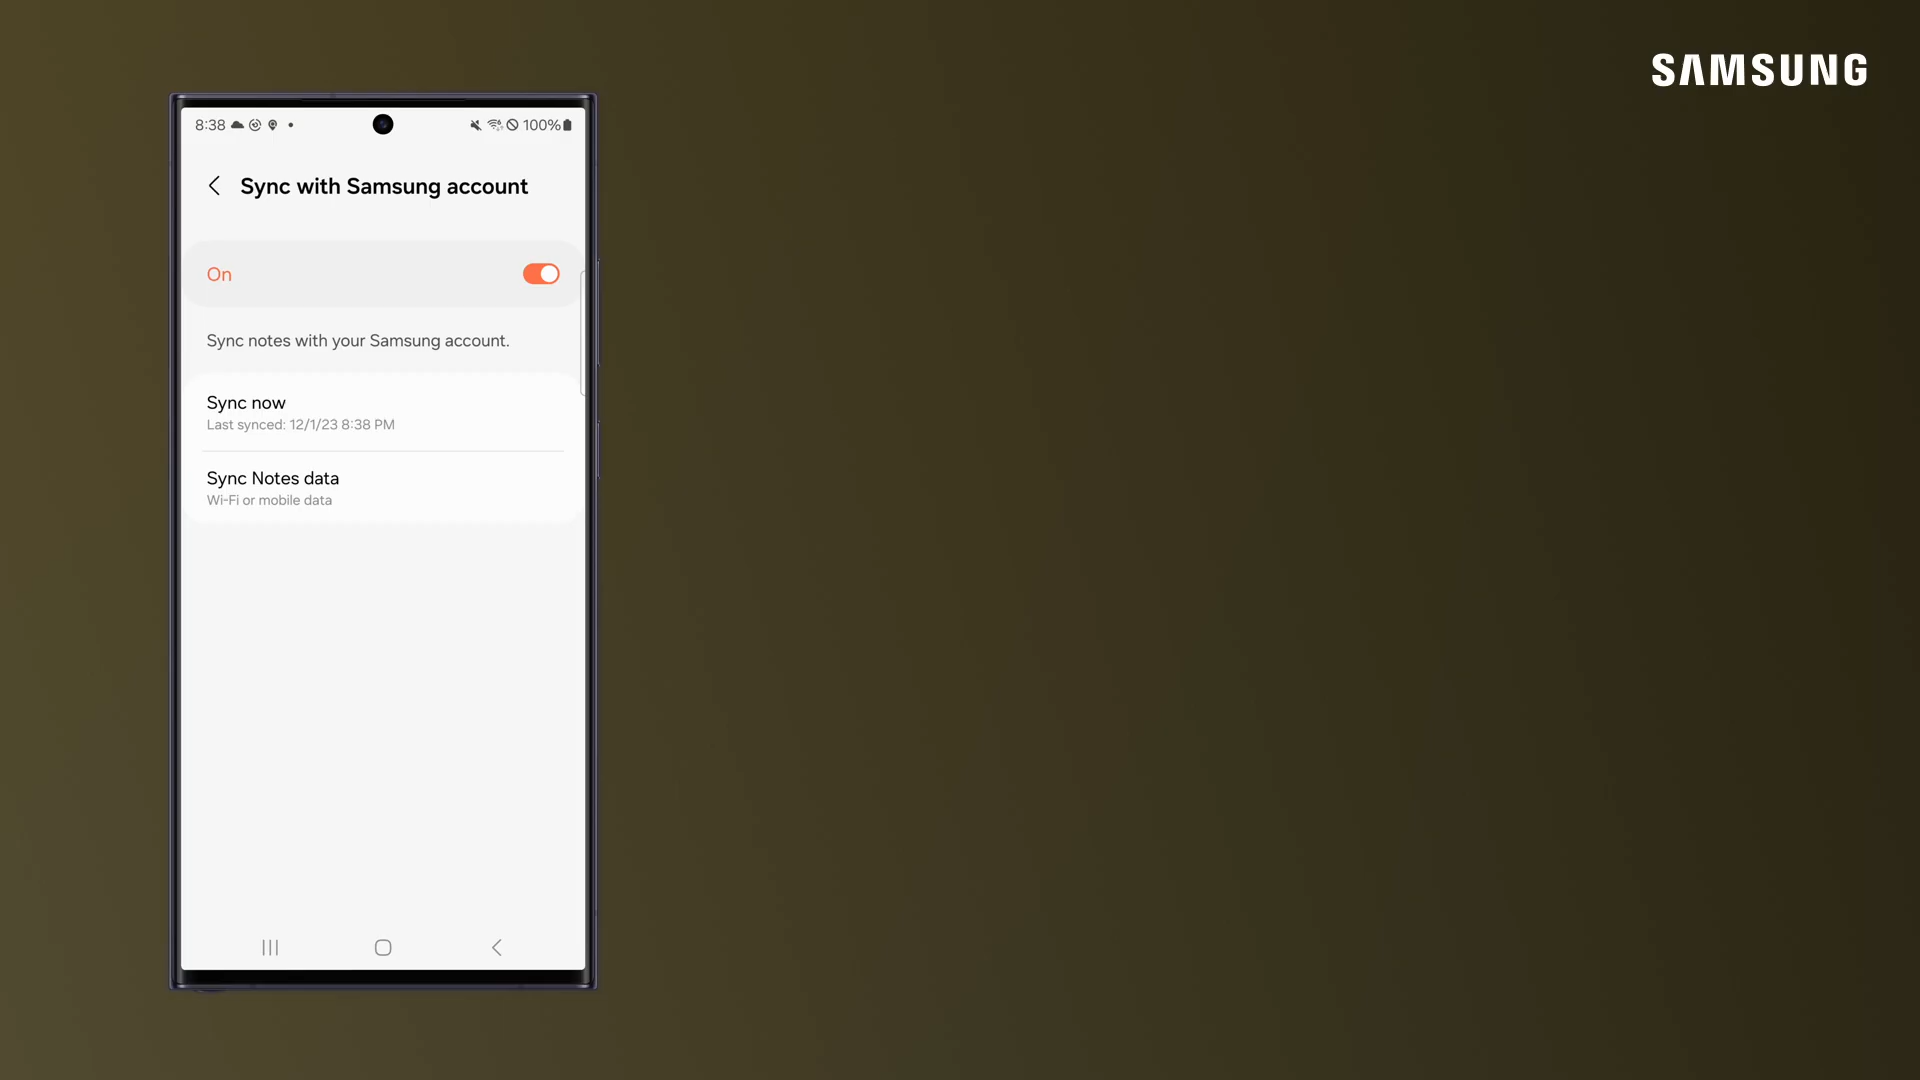 SAMSUNG
8:38
100%
Sync with Samsung account
On
Sync notes with your Samsung account.
Sync now
Last synced: 12/1/23 8:38 PM
Sync Notes data
Wi-Fi or mobile data